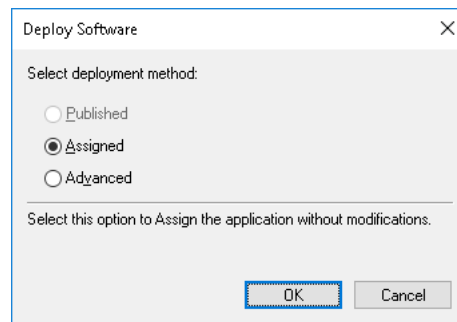 Deploy Software
Select deployment method:
Published
Assigned
Advanced
Select this option to Assign the application without modifications.
OK
Cancel